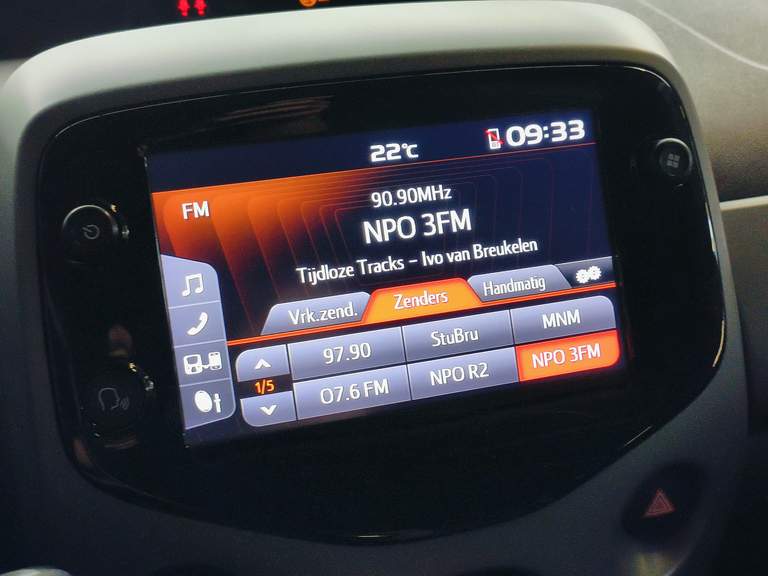 22°C 09:33
FM
90.90MHz
NPO 3FM
Tijdloze Tracks – Ivo van Breukelen
Vrk.zend. Zenders Handmatig
97.90 StuBru MNM
1/5
07.6 FM NPO R2 NPO 3FM